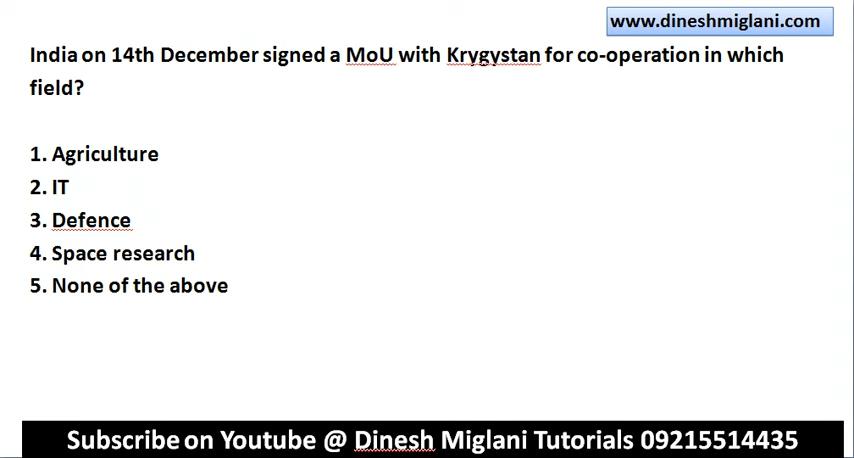 www.dineshmiglani.com
India on 14th December signed a MoU with Krygystan for co-operation in which
field?
1. Agriculture
2. IT
3. Defence
4. Space research
5. None of the above
Subscribe on Youtube @ Dinesh Miglani Tutorials 09215514435